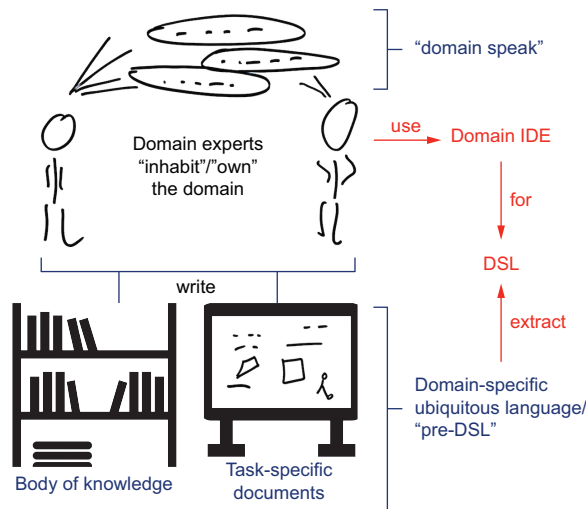 “domain speak”
Domain experts
“inhabit”/”own”
the domain
use
Domain IDE
for
DSL
write
extract
Domain-specific
ubiquitous language/
“pre-DSL”
Body of knowledge
Task-specific
documents